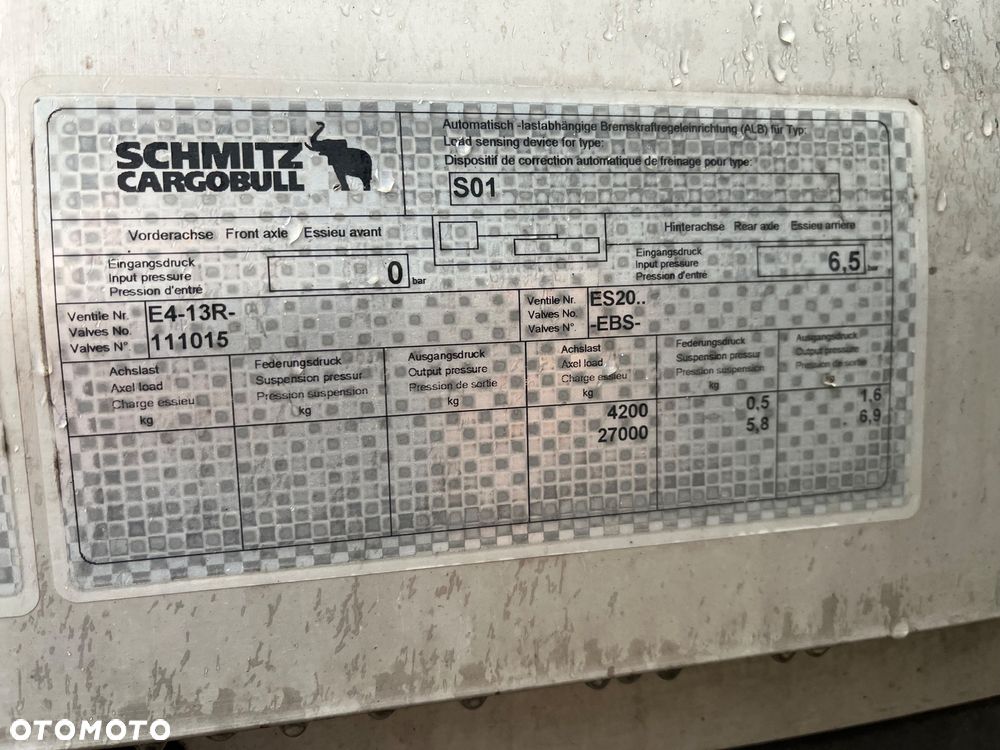 SCHMITZ
CARGOBULL
Automatisch -lastabhängige Bremskraftregeleinrichtung (ALB) für Typ:
Load sensing device for type:
Dispositif de correction automatique de freinage pour type:
S01
Vorderachse Front axle Essieu avant
Hinterachse Rear axle Essieu arrière
Eingangsdruck
Input pressure
Pression d'entré
0 bar
Eingangsdruck
Input pressure
Pression d'entré
6,5 bar
Ventile Nr.
Valves No.
Valves N°.
E4-13R-
111015
Ventile Nr.
Valves No.
Valves N°.
ES20..
-EBS-
Achslast
Axel load
Charge essieu
kg
Federungsdruck
Suspension pressur
Pression suspension
kg
Ausgangsdruck
Output pressure
Pression de sortie
kg
Achslast
Axel load
Charge essieu
kg
Federungsdruck
Suspension pressur
Pression suspension
kg
Ausgangsdruck
Output pressure
Pression de sortie
4200 0,5 1,6
27000 5,8 6,9
OTOMOTO